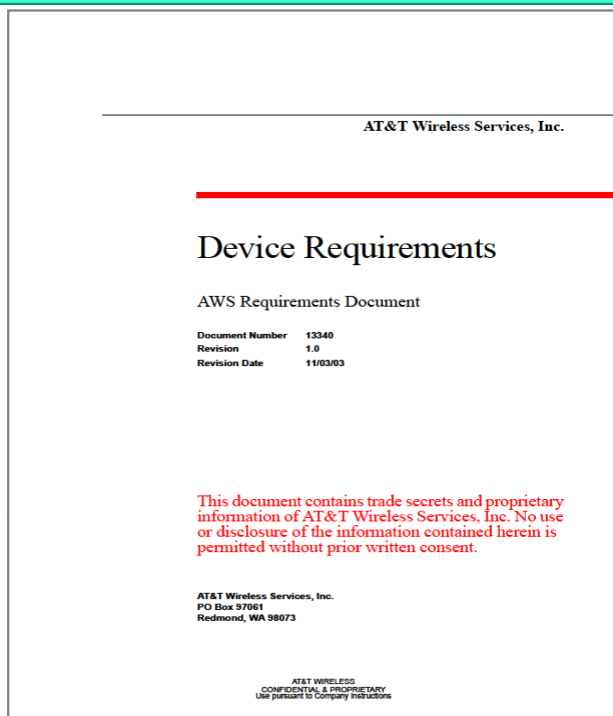 AT&T Wireless Services, Inc.
Device Requirements
AWS Requirements Document
Document Number 13340
Revision 1.0
Revision Date 11/03/03
This document contains trade secrets and proprietary
information of AT&T Wireless Services, Inc. No use
or disclosure of the information contained herein is
permitted without prior written consent.
AT&T Wireless Services, Inc.
PO Box 97061
Redmond, WA 98073
AT&T WIRELESS
CONFIDENTIAL & PROPRIETARY
Use pursuant to Company Instructions